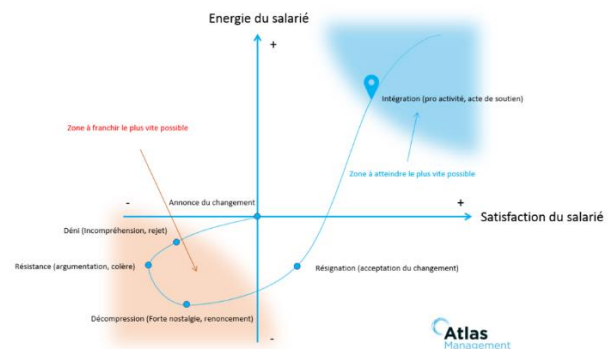 Energie du salarié
+
Intégration (pro activité, acte de soutien)
Zone à franchir le plus vite possible
Zone à atteindre le plus vite possible
-
Annonce du changement
+
Satisfaction du salarié
Déni (Incompréhension, rejet)
Résistance (argumentation, colère)
Résignation (acceptation du changement)
Décompression (Forte nostalgie, renoncement)
-
Atlas
Management